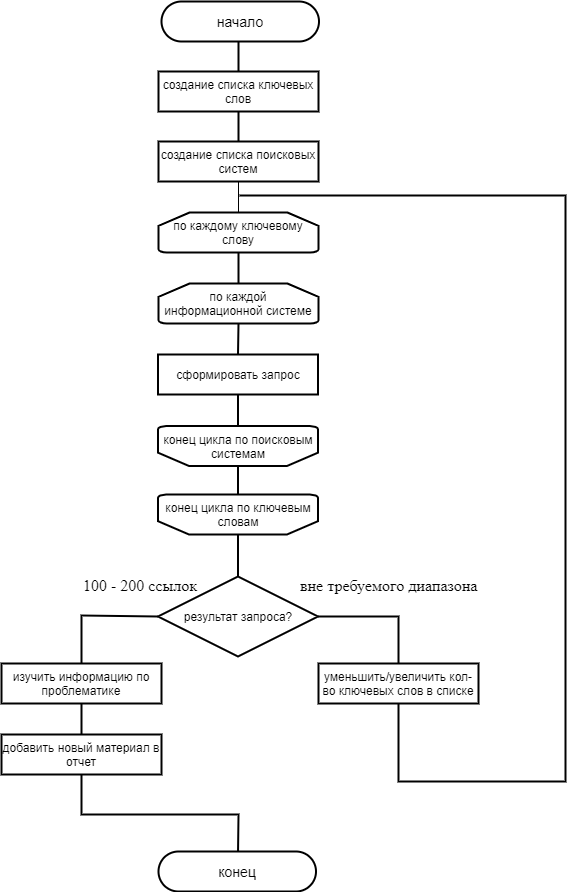 начало
создание списка ключевых
слов
создание списка поисковых
систем
по каждому ключевому
слову
по каждой
информационной системе
сформировать запрос
конец цикла по поисковым
системам
конец цикла по ключевым
словам
100 - 200 ссылок
вне требуемого диапазона
результат запроса?
изучить информацию по
проблематике
уменьшить/увеличить кол-
во ключевых слов в списке
добавить новый материал в
отчет
конец